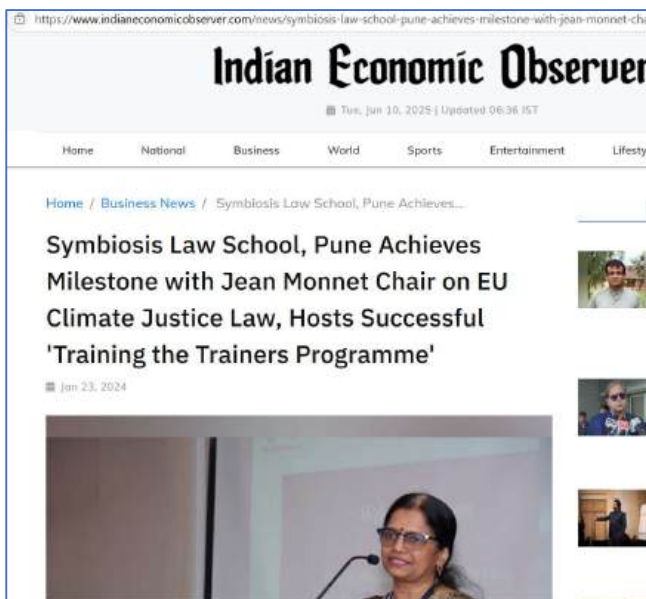 https://www.indianeconomicobserver.com/news/symbiosis-law-school-pune-achieves-milestone-with-jean-monnet-cha
Indian Economic Observer
Tue, Jun 10, 2025 | Updated 06:36 IST
Home National Business World Sports Entertainment Lifesty
Home / Business News / Symbiosis Law School, Pune Achieves...
Symbiosis Law School, Pune Achieves
Milestone with Jean Monnet Chair on EU
Climate Justice Law, Hosts Successful
'Training the Trainers Programme'
Jan 23, 2024